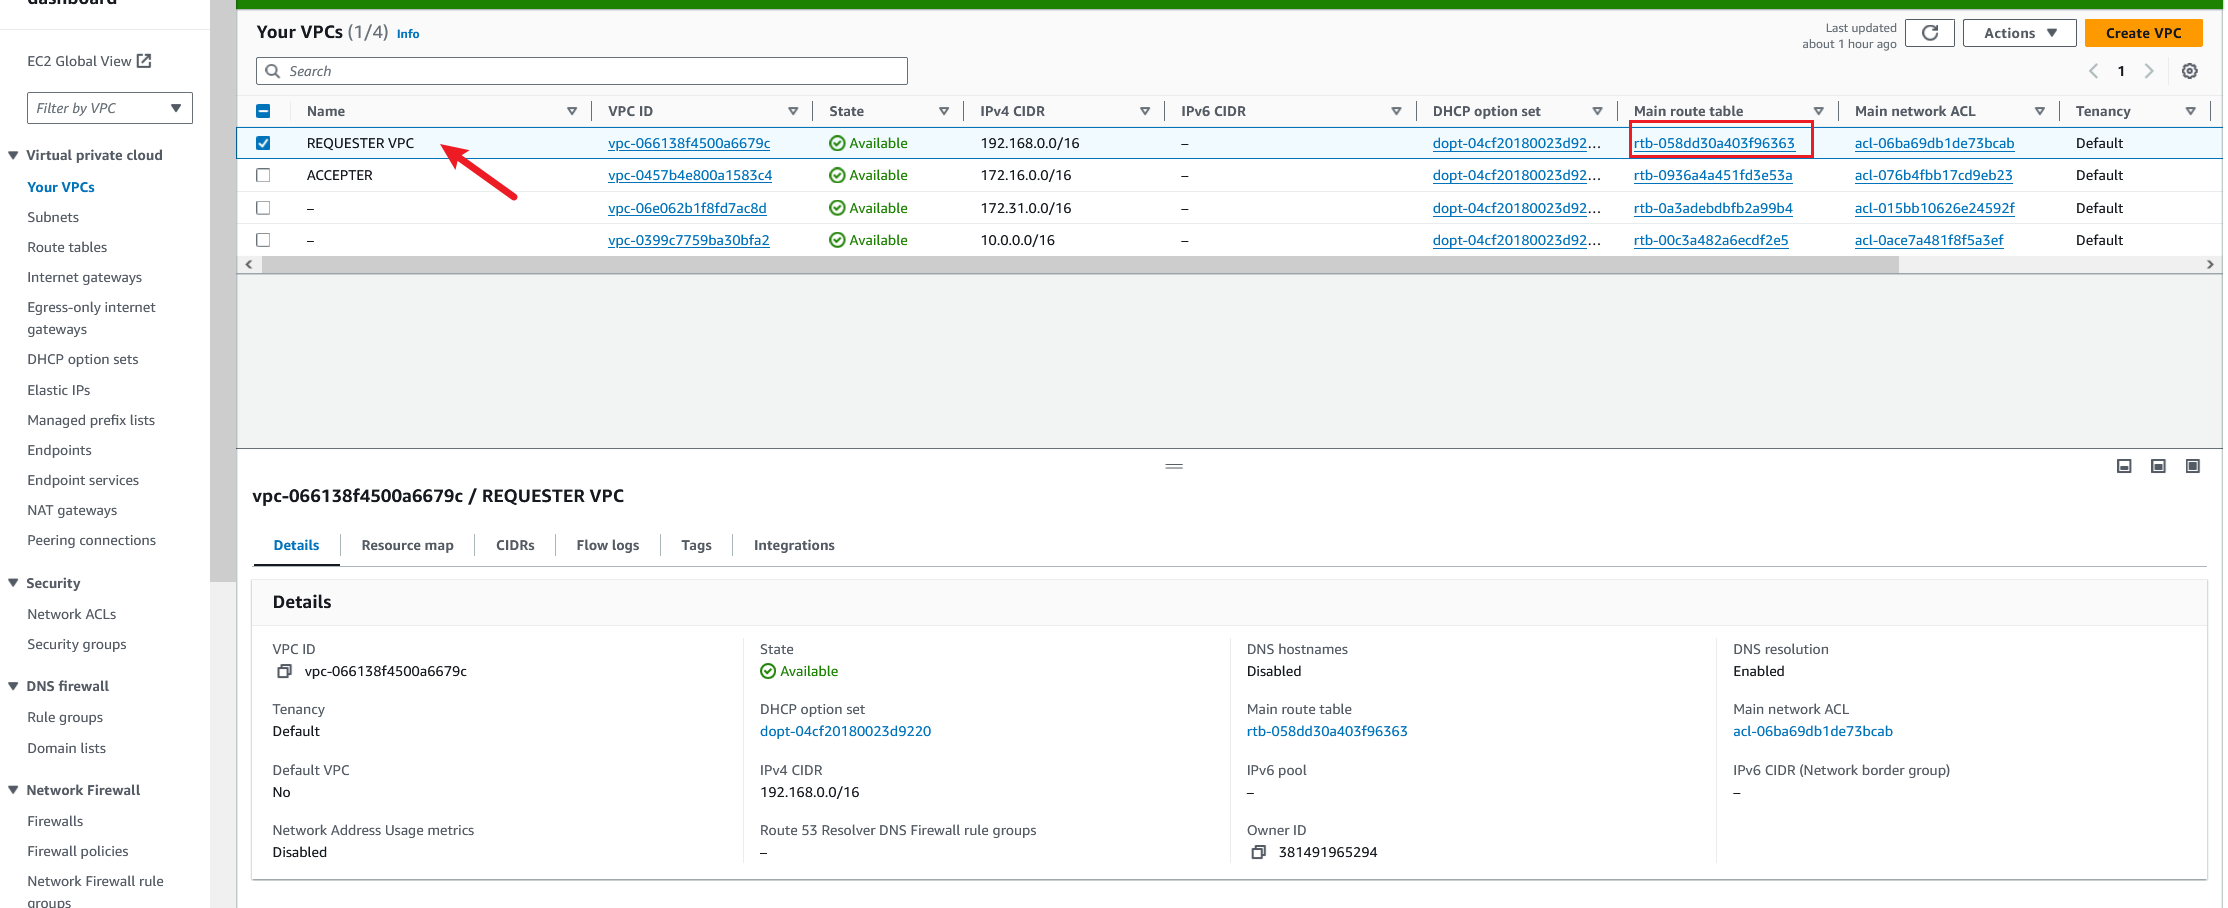 dashboard
EC2 Global View
Filter by VPC
Virtual private cloud
Your VPCs
Subnets
Route tables
Internet gateways
Egress-only internet
gateways
DHCP option sets
Elastic IPs
Managed prefix lists
Endpoints
Endpoint services
NAT gateways
Peering connections
Security
Network ACLs
Security groups
DNS firewall
Rule groups
Domain lists
Network Firewall
Firewalls
Firewall policies
Network Firewall rule
groups
Your VPCs (1/4) Info
Last updated
about 1 hour ago
Actions
Create VPC
Search
1
Name VPC ID State IPv4 CIDR IPv6 CIDR DHCP option set Main route table Main network ACL Tenancy
REQUESTER VPC vpc-066138f4500a6679c Available 192.168.0.0/16 – dopt-04cf20180023d92... rtb-058dd30a403f96363 acl-06ba69db1de73bcab Default
ACCEPTER vpc-0457b4e800a1583c4 Available 172.16.0.0/16 – dopt-04cf20180023d92... rtb-0936a4a451fd3e53a acl-076b4fbb17cd9eb23 Default
– vpc-06e062b1f8fd7ac8d Available 172.31.0.0/16 – dopt-04cf20180023d92... rtb-0a3adebdbfb2a99b4 acl-015bb10626e24592f Default
– vpc-0399c7759ba30bfa2 Available 10.0.0.0/16 – dopt-04cf20180023d92... rtb-00c3a482a6ecdf2e5 acl-0ace7a481f8f5a3ef Default
vpc-066138f4500a6679c / REQUESTER VPC
Details Resource map CIDRs Flow logs Tags Integrations
Details
VPC ID
vpc-066138f4500a6679c
State
Available
DNS hostnames
Disabled
DNS resolution
Enabled
Tenancy
Default
DHCP option set
dopt-04cf20180023d9220
Main route table
rtb-058dd30a403f96363
Main network ACL
acl-06ba69db1de73bcab
Default VPC
No
IPv4 CIDR
192.168.0.0/16
IPv6 pool
–
IPv6 CIDR (Network border group)
–
Network Address Usage metrics
Disabled
Route 53 Resolver DNS Firewall rule groups
–
Owner ID
381491965294